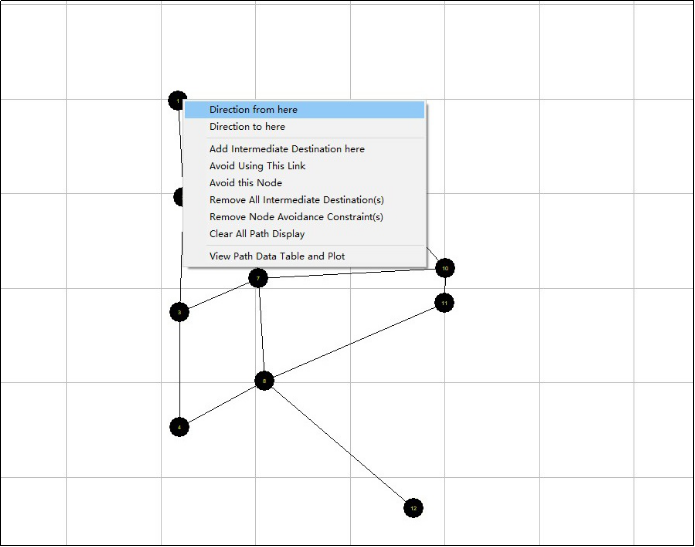 1
Direction from here
Direction to here
Add Intermediate Destination here
Avoid Using This Link
Avoid this Node
Remove All Intermediate Destination(s)
Remove Node Avoidance Constraint(s)
Clear All Path Display
View Path Data Table and Plot
10
7
11
3
4
12